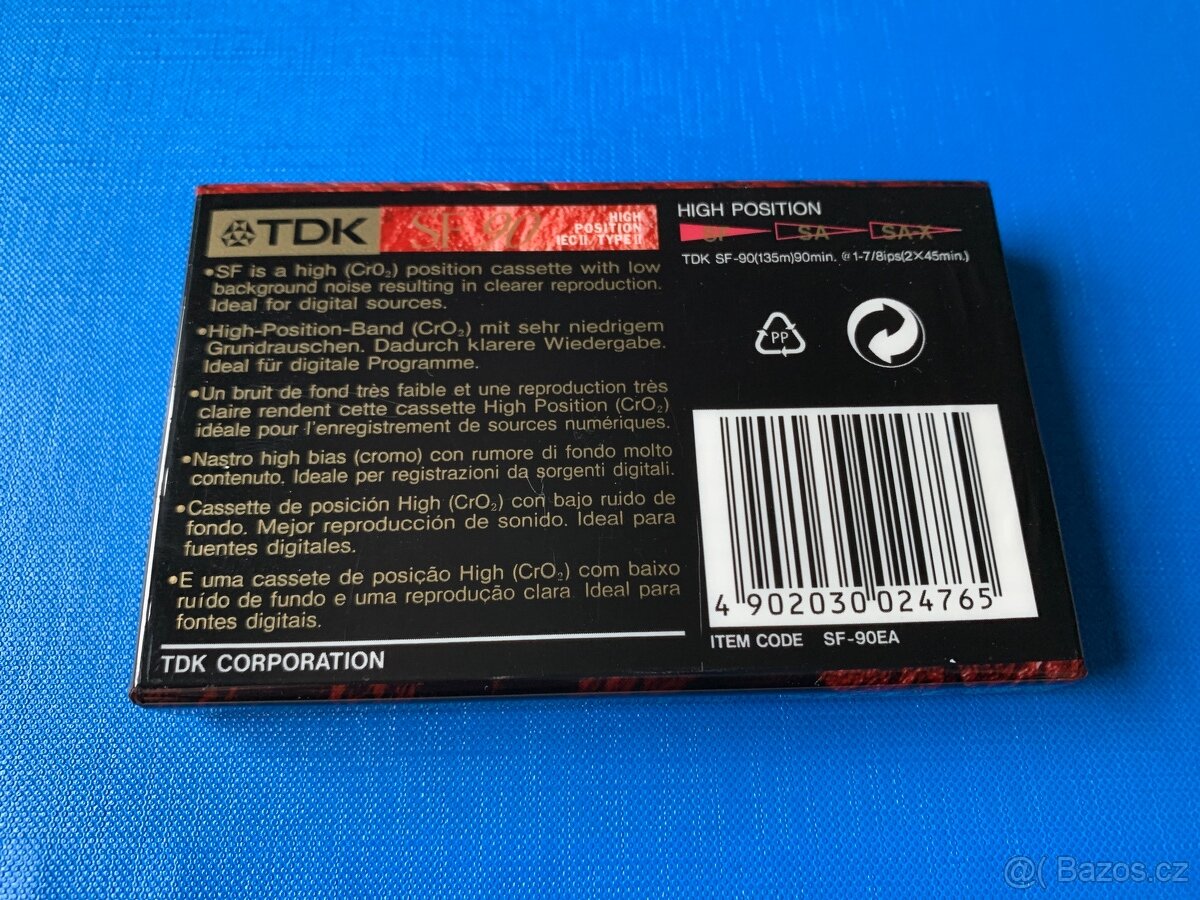 TDK SF 90 HIGH POSITION IECII/TYPE II
•SF is a high (CrO₂) position cassette with low
background noise resulting in clearer reproduction.
Ideal for digital sources.
•High-Position-Band (CrO₂) mit sehr niedrigem
Grundrauschen. Dadurch klarere Wiedergabe.
Ideal für digitale Programme.
•Un bruit de fond très faible et une reproduction très
claire rendent cette cassette High Position (CrO₂)
idéale pour l'enregistrement de sources numériques.
•Nastro high bias (cromo) con rumore di fondo molto
contenuto. Ideale per registrazioni da sorgenti digitali.
•Cassette de posición High (CrO₂) con bajo ruido de
fondo. Mejor reproducción de sonido. Ideal para
fuentes digitales.
•E uma cassete de posição High (CrO₂) com baixo
ruído de fundo e uma reprodução clara. Ideal para
fontes digitais.
TDK CORPORATION
HIGH POSITION
SF SA SA-X
TDK SF-90(135m)90min. @1-7/8ips(2×45min.)
PP
4 902030 024765
ITEM CODE SF-90EA
@( Bazos.cz